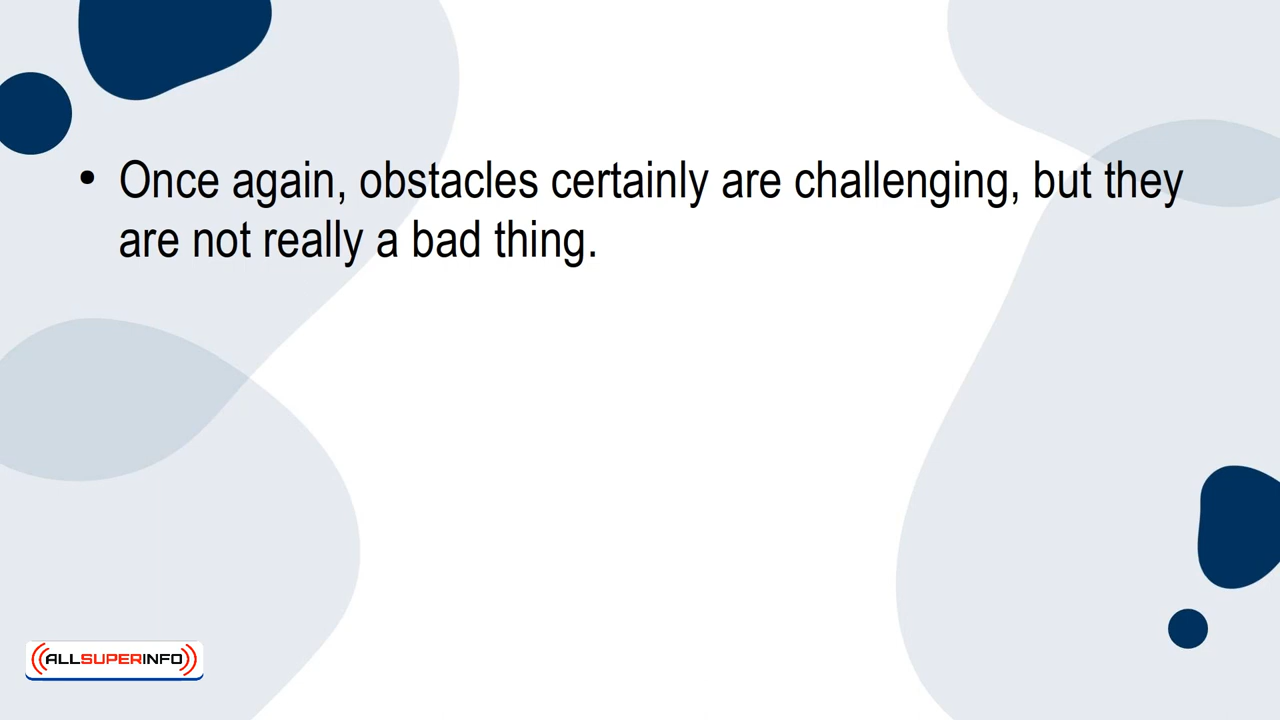 • Once again, obstacles certainly are challenging, but they
are not really a bad thing.
ALLSUPERINFO